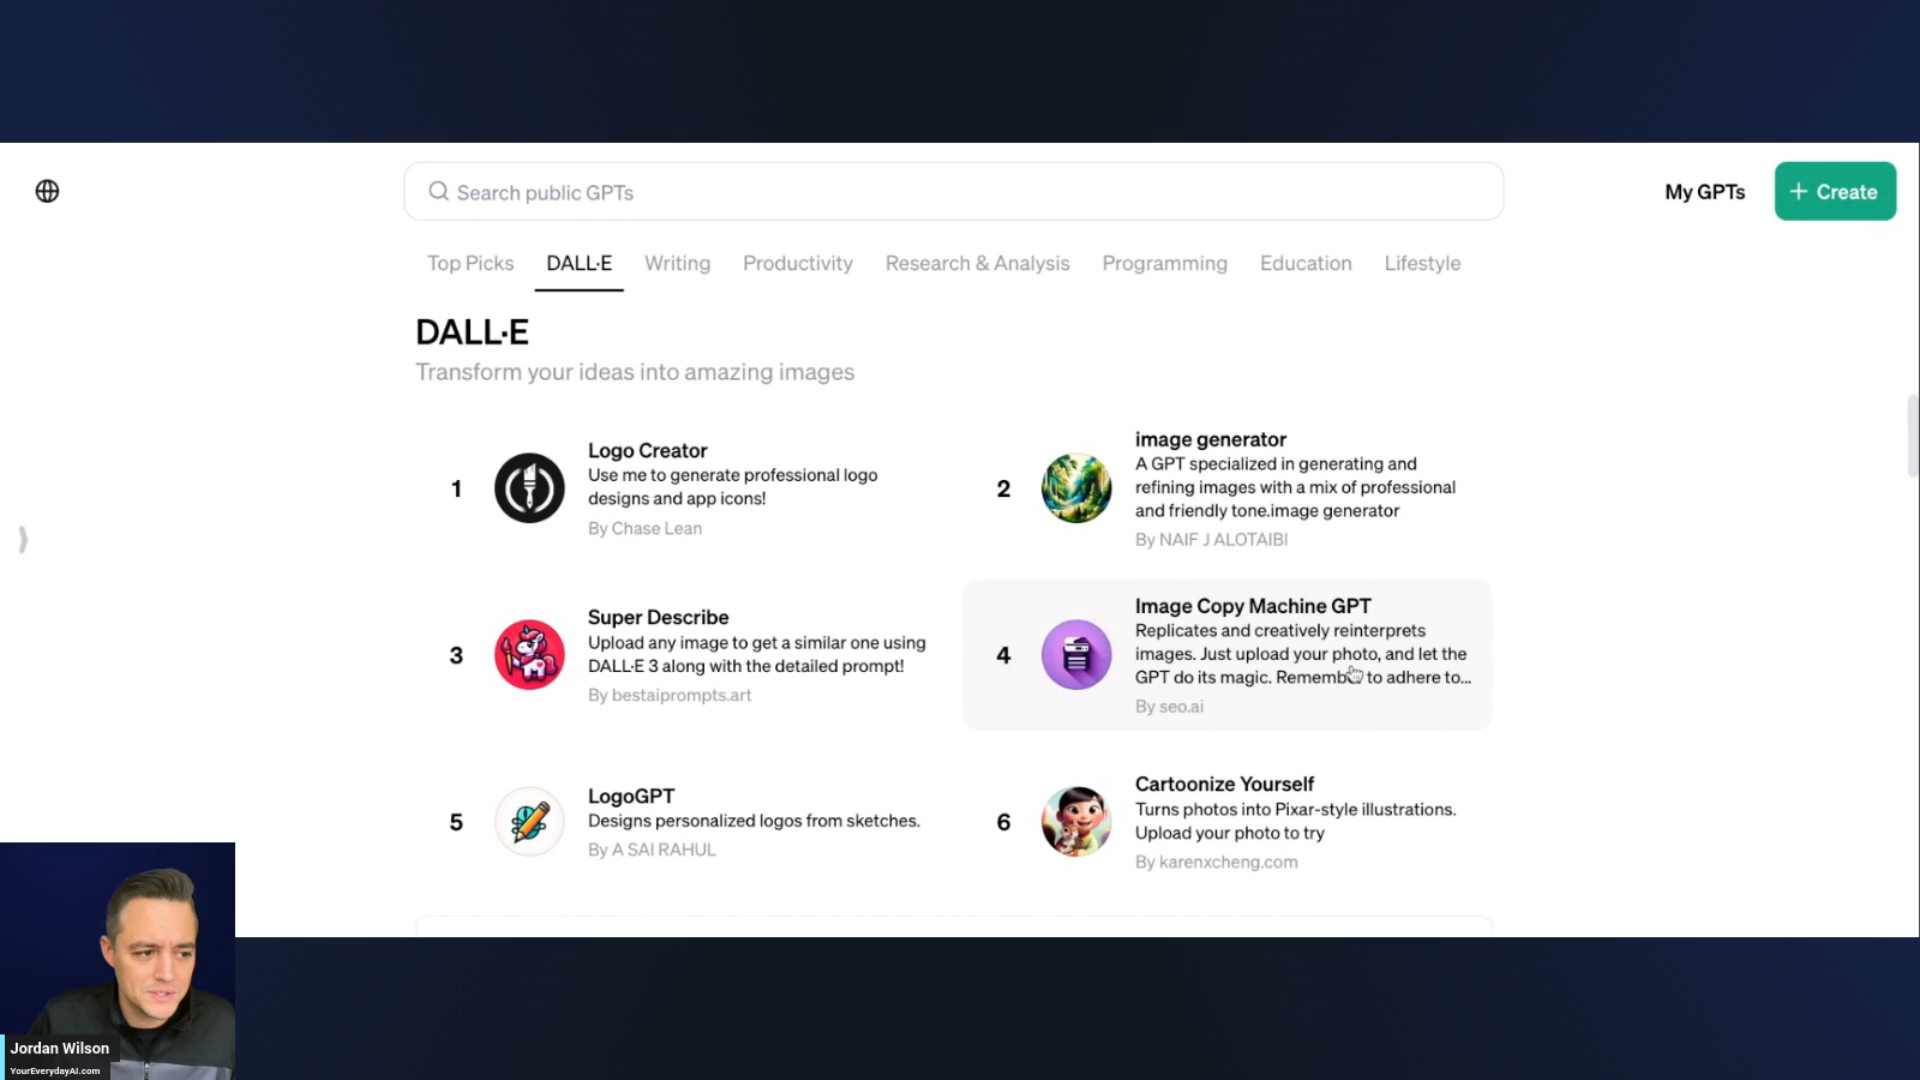 Search public GPTs
My GPTs
+ Create
Top Picks
DALL·E
Writing
Productivity
Research & Analysis
Programming
Education
Lifestyle
DALL·E
Transform your ideas into amazing images
1
Logo Creator
Use me to generate professional logo
designs and app icons!
By Chase Lean
2
image generator
A GPT specialized in generating and
refining images with a mix of professional
and friendly tone.image generator
By NAIF J ALOTAIBI
3
Super Describe
Upload any image to get a similar one using
DALL·E 3 along with the detailed prompt!
By bestaiprompts.art
4
Image Copy Machine GPT
Replicates and creatively reinterprets
images. Just upload your photo, and let the
GPT do its magic. Remember to adhere to...
By seo.ai
5
LogoGPT
Designs personalized logos from sketches.
By A SAI RAHUL
6
Cartoonize Yourself
Turns photos into Pixar-style illustrations.
Upload your photo to try
By karenxcheng.com
Jordan Wilson
YourEverydayAI.com